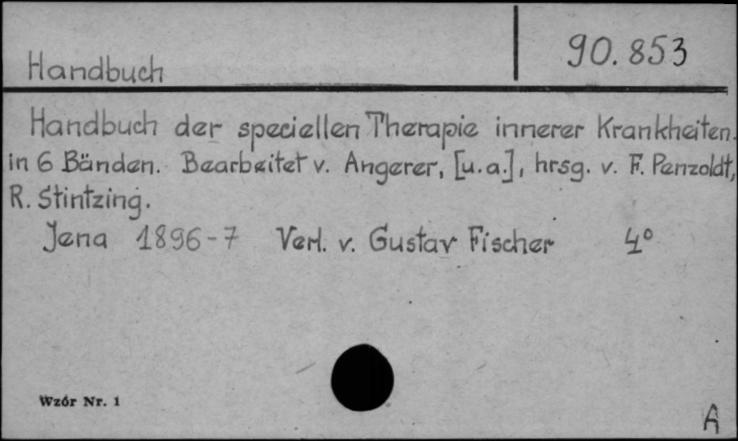 90.853
Handbuch
Handbuch der speciellen Therapie innerer Krankheiten.
in 6 Bänden. Bearbeitet v. Angerer, [u.a.], hrsg. v. F. Penzoldt,
R. Stintzing.
Jena 1896-7 Verl. v. Gustav Fischer 4°
Wzór Nr. 1
A